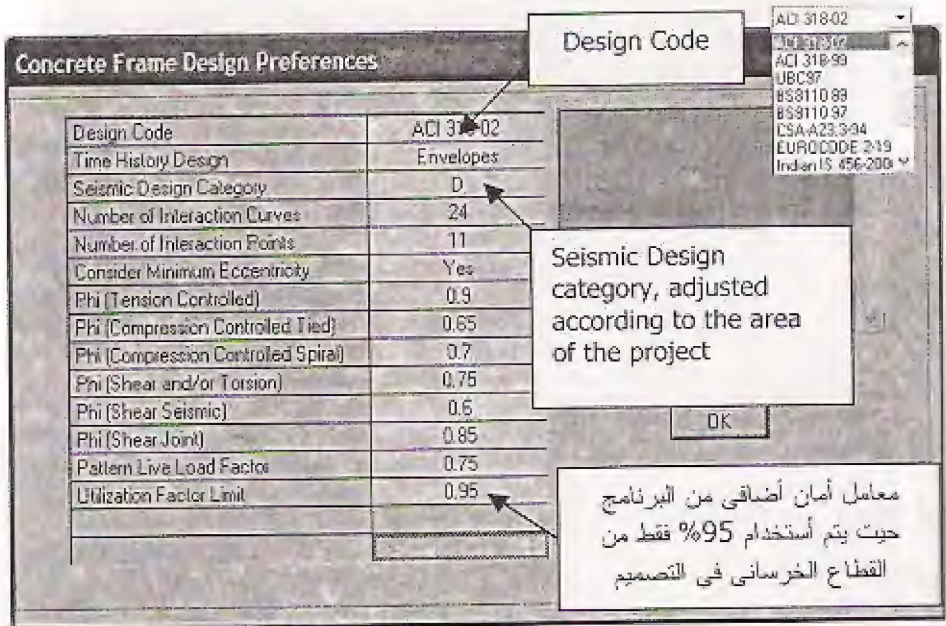 ACI 318-02
ACI 318-99
UBC97
BS8110 89
BS8110 97
CSA-A23.3-94
EUROCODE 2-19
Indian IS 456-200
Design Code
Concrete Frame Design Preferences
Design Code ACI 318-02
Time History Design Envelopes
Seismic Design Category D
Number of Interaction Curves 24
Number of Interaction Points 11
Consider Minimum Eccentricity Yes
Phi (Tension Controlled) 0.9
Phi (Compression Controlled Tied) 0.65
Phi (Compression Controlled Spiral) 0.7
Phi (Shear and/or Torsion) 0.75
Phi (Shear Seismic) 0.6
Phi (Shear Joint) 0.85
Pattern Live Load Factor 0.75
Utilization Factor Limit 0.95
Seismic Design
category, adjusted
according to the area
of the project
OK
معامل أمان أضافى من البرنامج
حيت يتم أستخدام 95% فقط من
القطاع الخرسانى فى التصميم